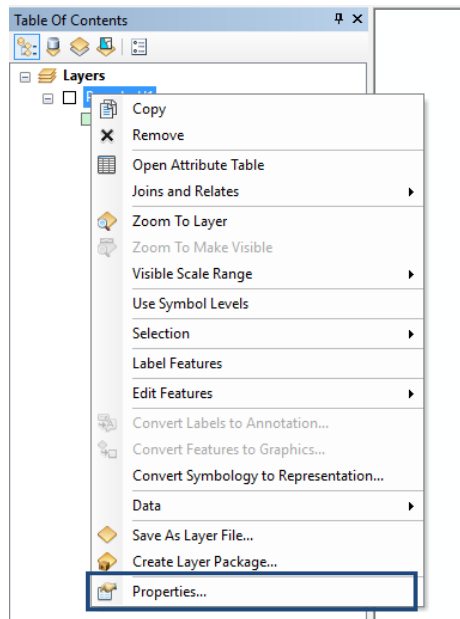 Table Of Contents
Layers
Copy
Remove
Open Attribute Table
Joins and Relates
Zoom To Layer
Zoom To Make Visible
Visible Scale Range
Use Symbol Levels
Selection
Label Features
Edit Features
Convert Labels to Annotation...
Convert Features to Graphics...
Convert Symbology to Representation...
Data
Save As Layer File...
Create Layer Package...
Properties...